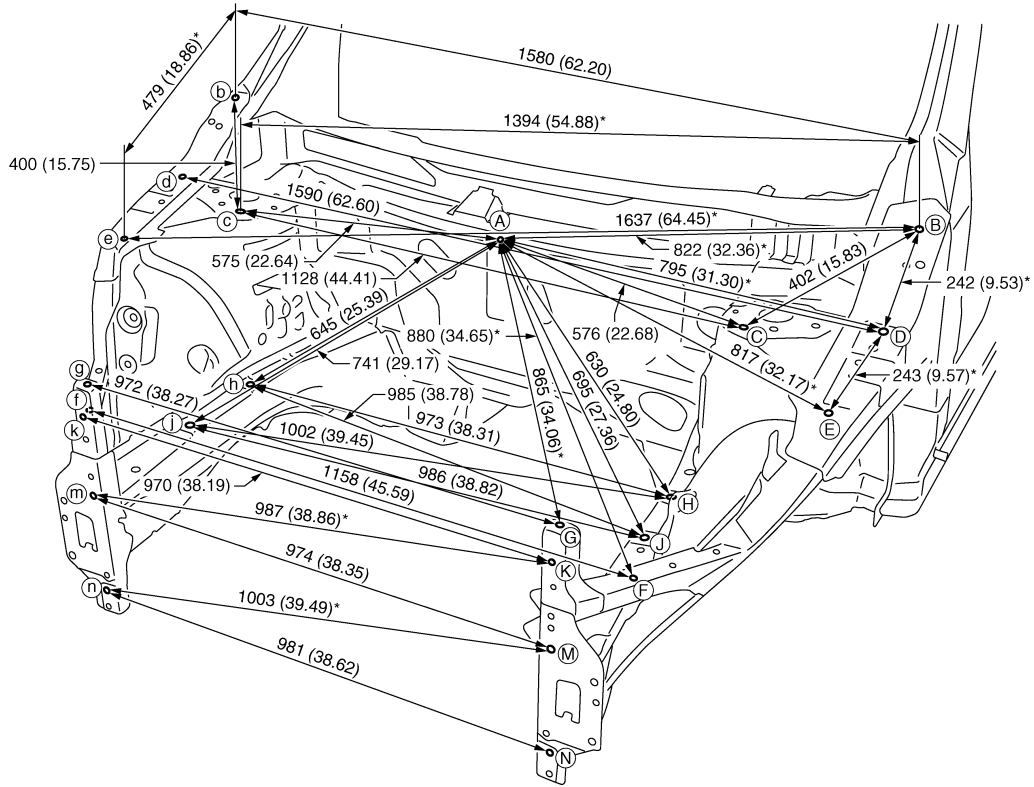 479 (18.86)*
1580 (62.20)
b
1394 (54.88)*
400 (15.75)
d
1590 (62.60)
c
A
1637 (64.45)*
B
e
575 (22.64)
822 (32.36)*
1128 (44.41)
795 (31.30)*
402 (15.83)
242 (9.53)*
645 (25.39)
880 (34.65)*
576 (22.68)
C
D
741 (29.17)
817 (32.17)*
243 (9.57)*
g
972 (38.27)
h
985 (38.78)
630 (24.80)
695 (27.36)
865 (34.06)*
f
k
j
1002 (39.45)
973 (38.31)
E
970 (38.19)
1158 (45.59)
986 (38.82)
H
m
987 (38.86)*
G
J
974 (38.35)
K
F
n
1003 (39.49)*
M
981 (38.62)
N